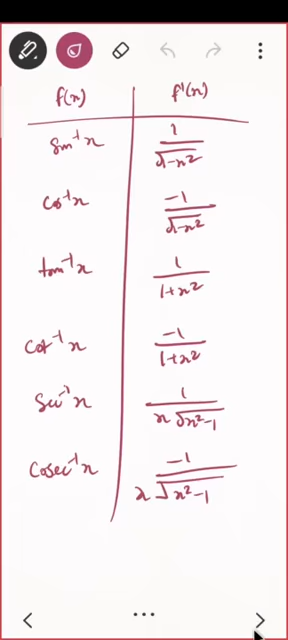 f(x) f'(x)
sin⁻¹x 1/√1-x²
cos⁻¹x -1/√1-x²
tan⁻¹x 1/1+x²
cot⁻¹x -1/1+x²
sec⁻¹x 1/x√x²-1
cosec⁻¹x -1/x√x²-1